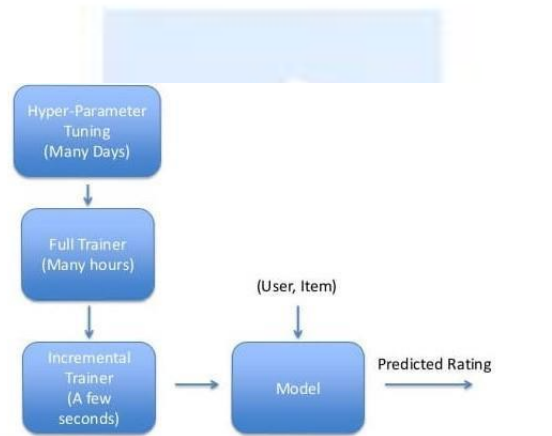 Hyper-Parameter
Tuning
(Many Days)
Full Trainer
(Many hours)
(User, Item)
Incremental
Trainer
(A few
seconds)
Model
Predicted Rating